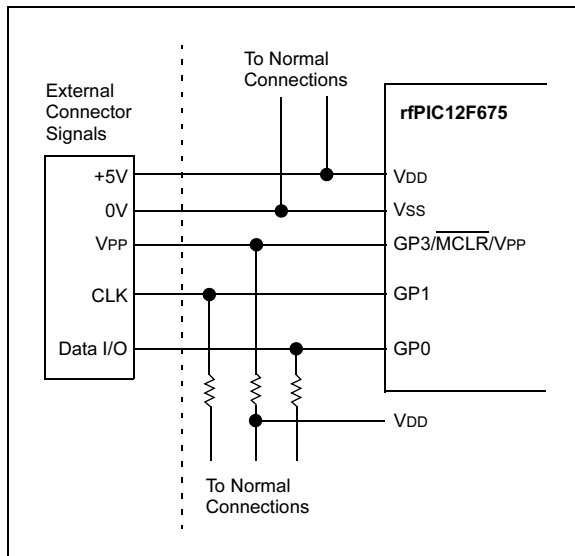 To Normal
Connections
External
Connector
Signals
rfPIC12F675
+5V
VDD
0V
VSS
VPP
GP3/MCLR/VPP
CLK
GP1
Data I/O
GP0
VDD
To Normal
Connections